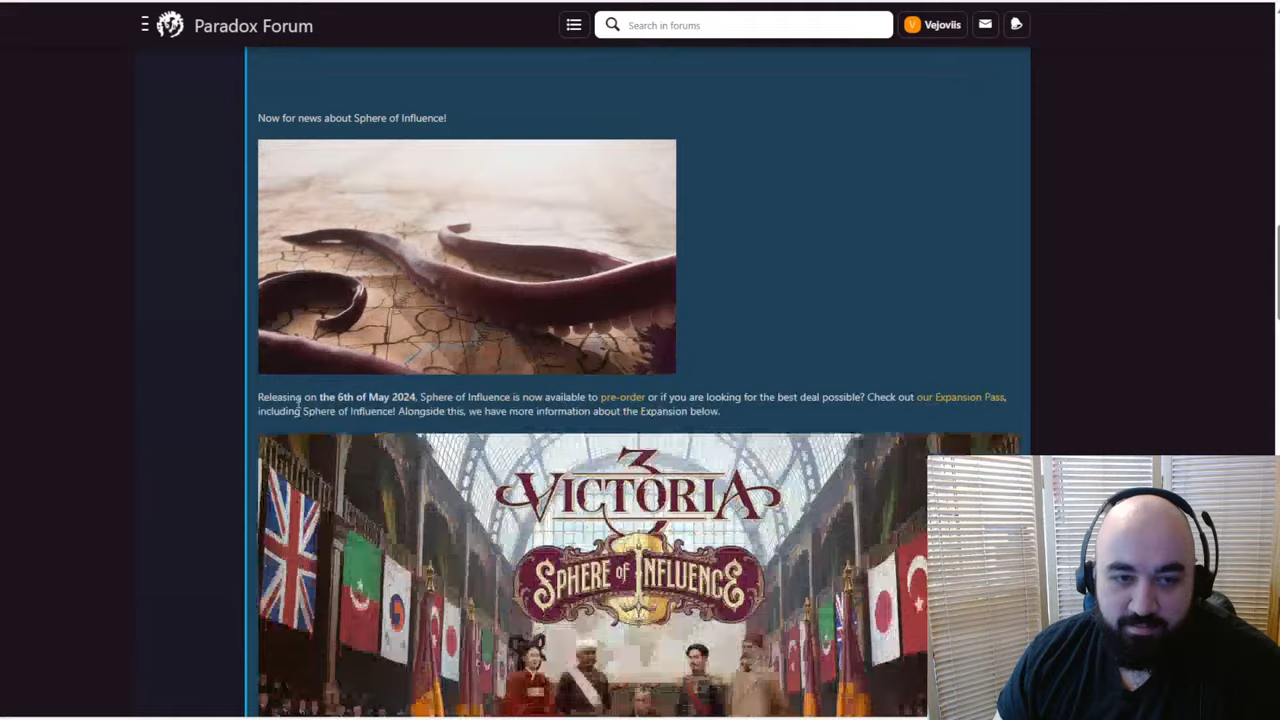 Paradox Forum
Search in forums
V Vejoviis
Now for news about Sphere of Influence!
Releasing on the 6th of May 2024, Sphere of Influence is now available to pre-order or if you are looking for the best deal possible? Check out our Expansion Pass,
including Sphere of Influence! Alongside this, we have more information about the Expansion below.
3
VICTORIA
SPHERE OF INFLUENCE